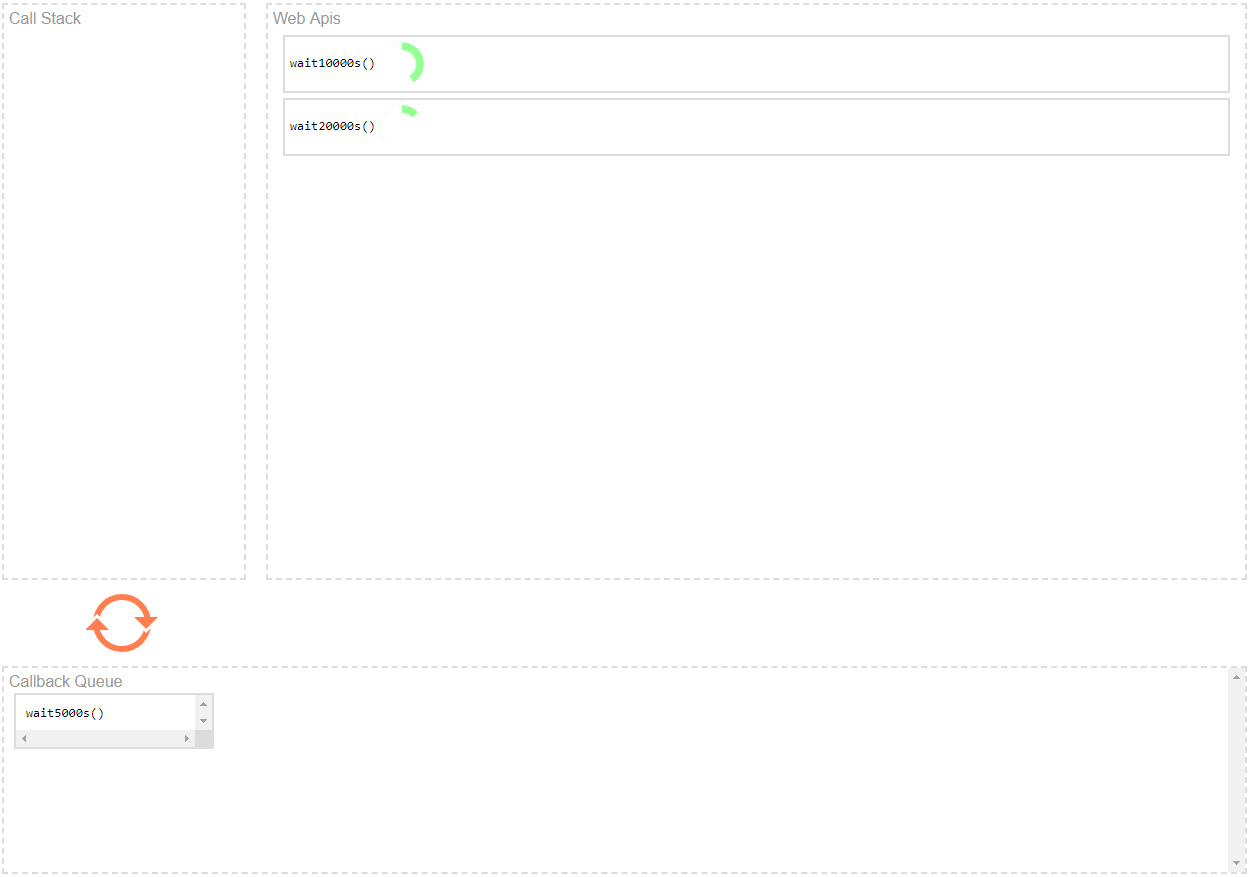 Call Stack
Web Apis
wait10000s()
wait20000s()
Callback Queue
wait5000s()